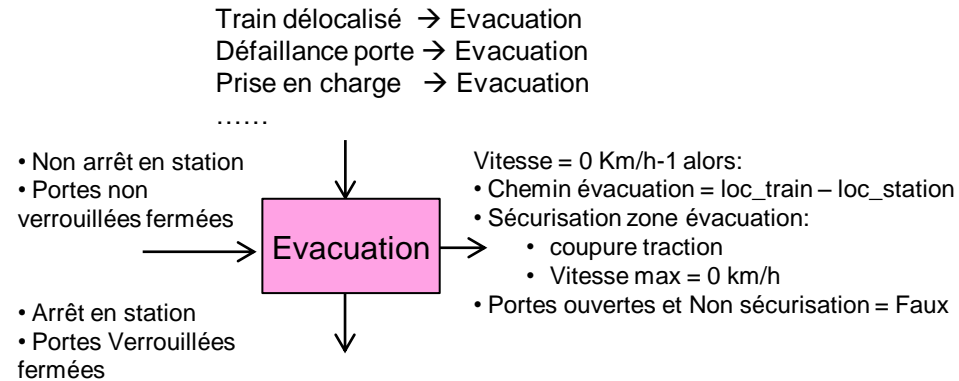 Train délocalisé → Evacuation
Défaillance porte → Evacuation
Prise en charge → Evacuation
……
• Non arrêt en station
• Portes non
verrouillées fermées
Evacuation
Vitesse = 0 Km/h-1 alors:
• Chemin évacuation = loc_train – loc_station
• Sécurisation zone évacuation:
• coupure traction
• Vitesse max = 0 km/h
• Portes ouvertes et Non sécurisation = Faux
• Arrêt en station
• Portes Verrouillées
fermées